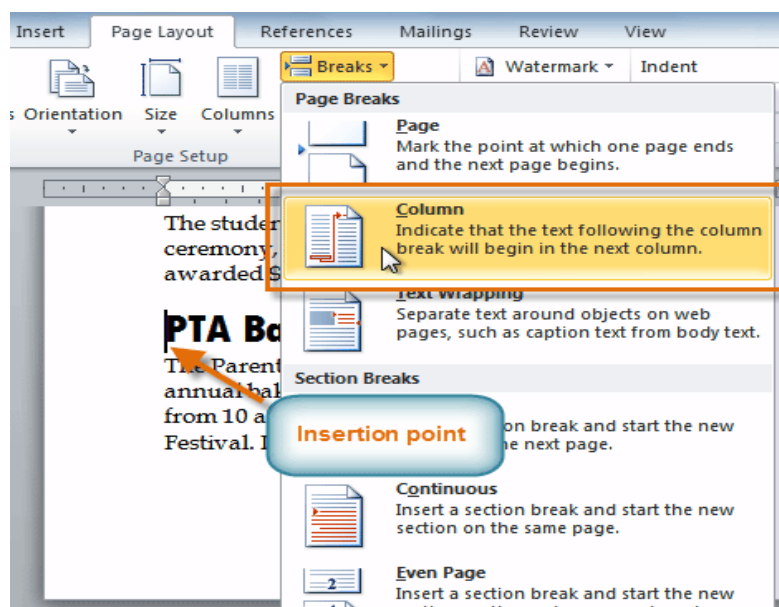 Insert Page Layout References Mailings Review View
Breaks Watermark Indent
Orientation Size Columns
Page Setup
Page Breaks
Page
Mark the point at which one page ends
and the next page begins.
Column
Indicate that the text following the column
break will begin in the next column.
Text Wrapping
Separate text around objects on web
pages, such as caption text from body text.
Section Breaks
on break and start the new
next page.
Continuous
Insert a section break and start the new
section on the same page.
Even Page
Insert a section break and start the new
2
The studen
ceremony,
awarded $
PTA Ba
The Parent
annual bak
from 10 a
Festival. I
Insertion point